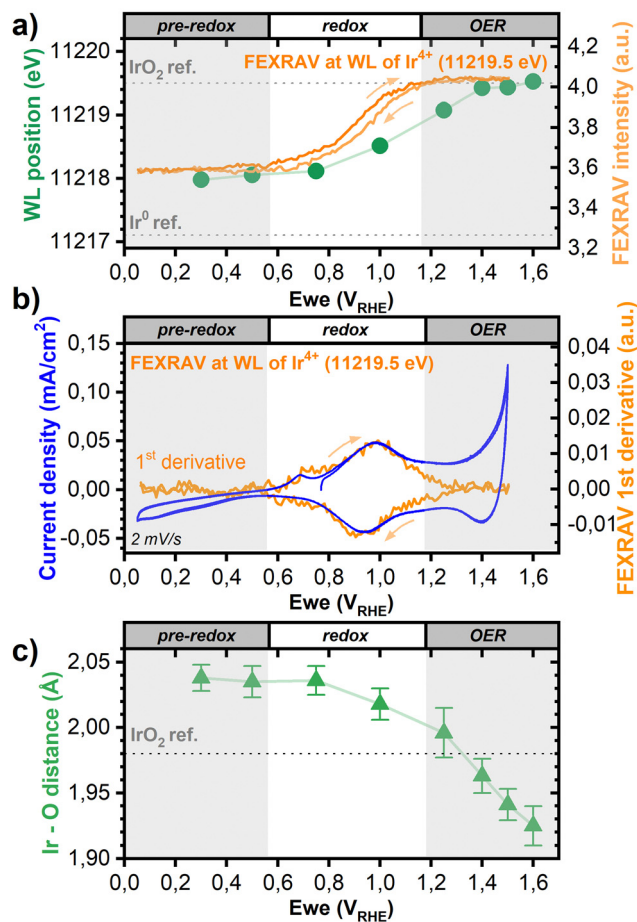 a)
pre-redox redox OER
11220
11219
11218
11217
WL position (eV)
IrO₂ ref.
FEXRAV at WL of Ir⁴⁺ (11219.5 eV)
Ir⁰ ref.
4,2
4,0
3,8
3,6
3,4
3,2
FEXRAV intensity (a.u.)
0,0 0,2 0,4 0,6 0,8 1,0 1,2 1,4 1,6
Ewe (V_RHE)
b)
pre-redox redox OER
0,15
0,10
0,05
0,00
-0,05
Current density (mA/cm²)
FEXRAV at WL of Ir⁴⁺ (11219.5 eV)
1st derivative
2 mV/s
0,04
0,03
0,02
0,01
0,00
-0,01
FEXRAV 1st derivative (a.u.)
0,0 0,2 0,4 0,6 0,8 1,0 1,2 1,4 1,6
Ewe (V_RHE)
c)
pre-redox redox OER
2,05
2,00
1,95
1,90
Ir - O distance (Å)
IrO₂ ref.
0,0 0,2 0,4 0,6 0,8 1,0 1,2 1,4 1,6
Ewe (V_RHE)